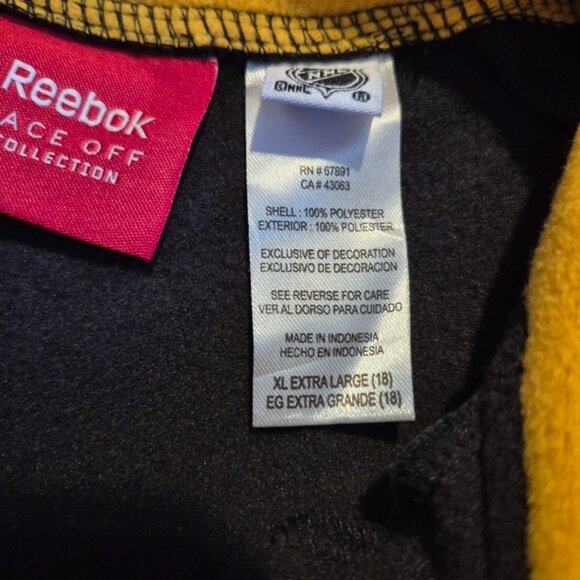 Reebok
ACE OFF
COLLECTION
NHL
©NHL
RN # 67891
CA # 43063
SHELL : 100% POLYESTER
EXTERIOR : 100% POLIESTER
EXCLUSIVE OF DECORATION
EXCLUSIVO DE DECORACION
SEE REVERSE FOR CARE
VER AL DORSO PARA CUIDADO
MADE IN INDONESIA
HECHO EN INDONESIA
XL EXTRA LARGE (18)
EG EXTRA GRANDE (18)